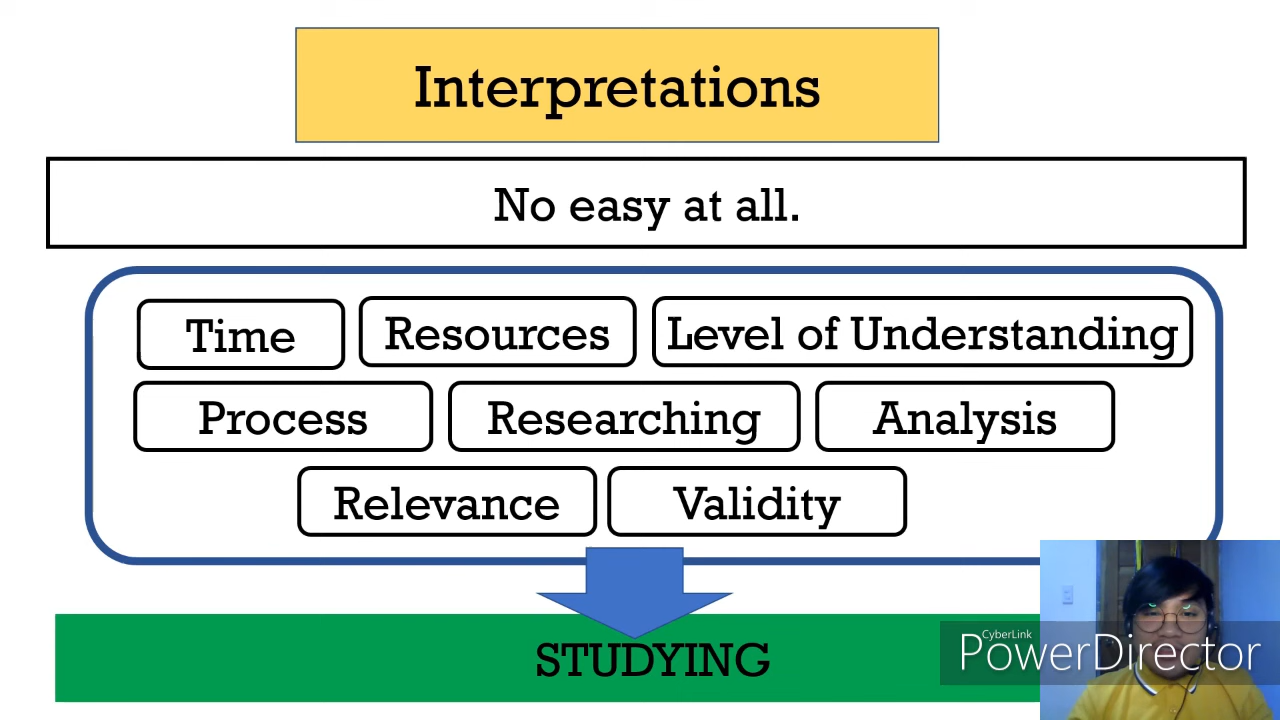 Interpretations
No easy at all.
Time Resources Level of Understanding
Process Researching Analysis
Relevance Validity
STUDYING
CyberLink
PowerDirector